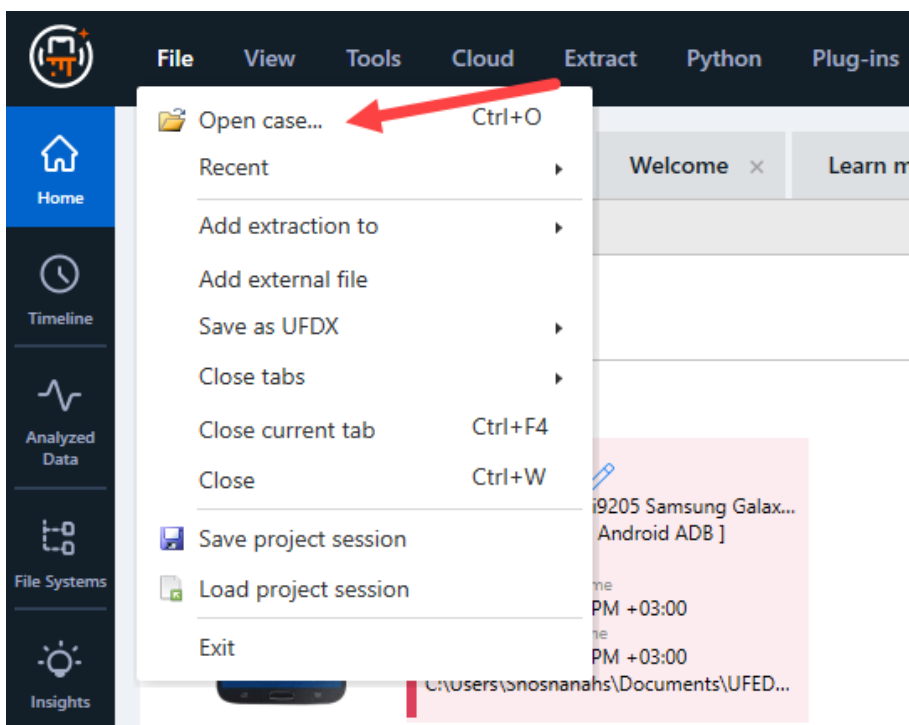 File View Tools Cloud Extract Python Plug-ins
Open case... Ctrl+O
Recent
Add extraction to
Add external file
Save as UFDX
Close tabs
Close current tab Ctrl+F4
Close Ctrl+W
Save project session
Load project session
Exit
Home
Timeline
Analyzed
Data
File Systems
Insights
Welcome × Learn
i9205 Samsung Galax...
Android ADB ]
PM +03:00
PM +03:00
C:\Users\Shoshanahs\Documents\UFED...